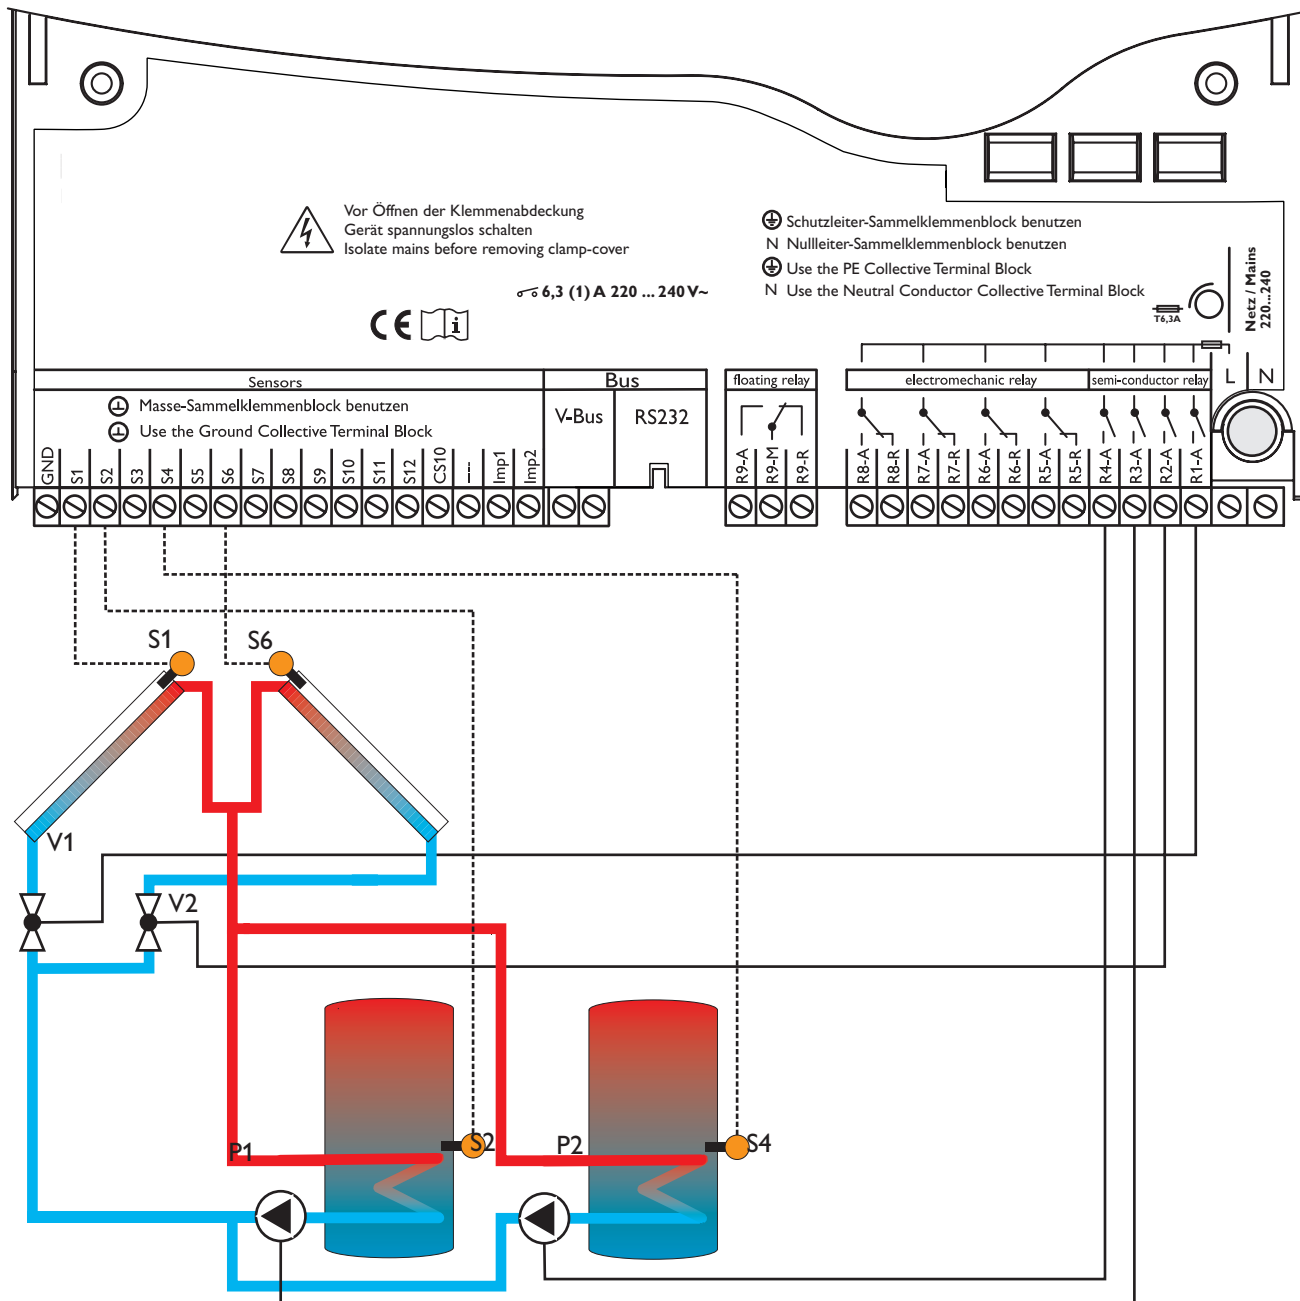 Vor Öffnen der Klemmenabdeckung
Gerät spannungslos schalten
Isolate mains before removing clamp-cover
6,3 (1) A 220 ... 240 V~
CE i
Schutzleiter-Sammelklemmenblock benutzen
N Nullleiter-Sammelklemmenblock benutzen
Use the PE Collective Terminal Block
N Use the Neutral Conductor Collective Terminal Block
T6,3A
Netz / Mains
220...240
Sensors
Bus
floating relay
electromechanic relay
semi-conductor relay
L
N
Masse-Sammelklemmenblock benutzen
Use the Ground Collective Terminal Block
V-Bus
RS232
GND
S1
S2
S3
S4
S5
S6
S7
S8
S9
S10
S11
S12
CS10
---
Imp1
Imp2
R9-A
R9-M
R9-R
R8-A
R8-R
R7-A
R7-R
R6-A
R6-R
R5-A
R5-R
R4-A
R3-A
R2-A
R1-A
S1
S6
V1
V2
P1
S2
P2
S4